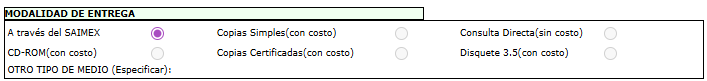 MODALIDAD DE ENTREGA
A través del SAIMEX Copias Simples(con costo) Consulta Directa(sin costo)
CD-ROM(con costo) Copias Certificadas(con costo) Disquete 3.5(con costo)
OTRO TIPO DE MEDIO (Especificar):